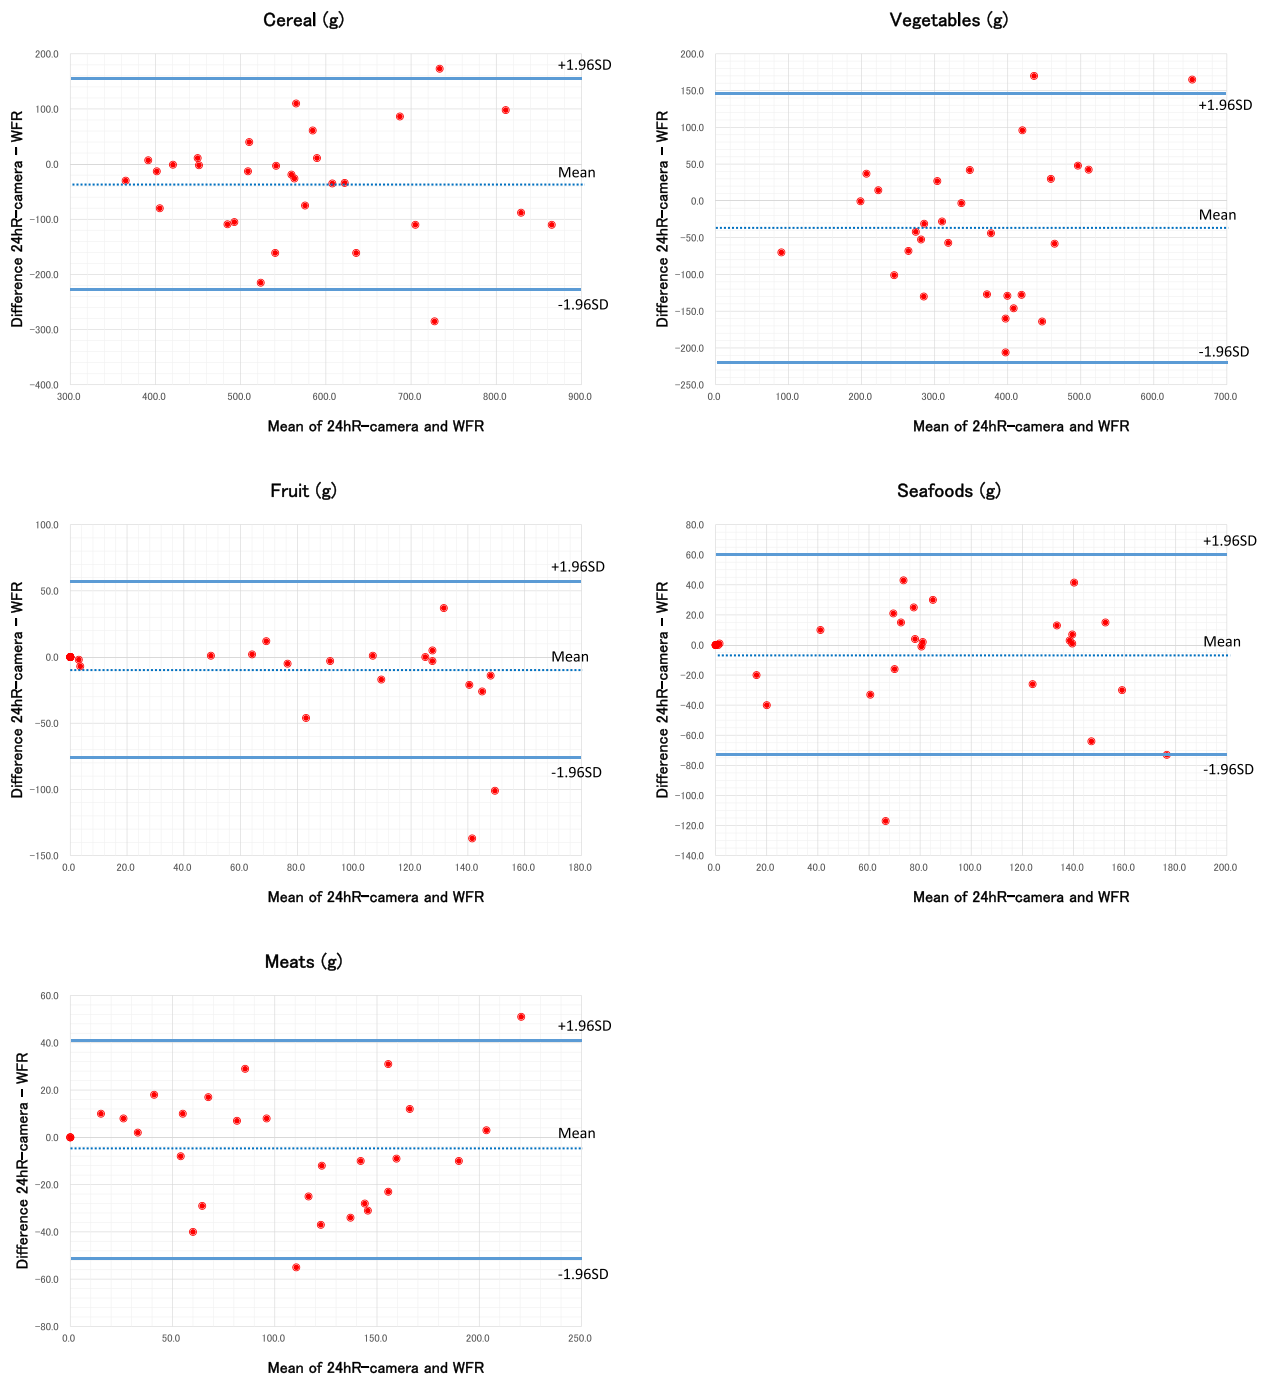 Cereal (g)
200.0
100.0
0.0
-100.0
-200.0
-300.0
-400.0
300.0 400.0 500.0 600.0 700.0 800.0 900.0
+1.96SD
Mean
-1.96SD
Difference 24hR-camera - WFR
Mean of 24hR-camera and WFR
Vegetables (g)
200.0
150.0
100.0
50.0
0.0
-50.0
-100.0
-150.0
-200.0
-250.0
0.0 100.0 200.0 300.0 400.0 500.0 600.0 700.0
+1.96SD
Mean
-1.96SD
Difference 24hR-camera - WFR
Mean of 24hR-camera and WFR
Fruit (g)
100.0
50.0
0.0
-50.0
-100.0
-150.0
0.0 20.0 40.0 60.0 80.0 100.0 120.0 140.0 160.0 180.0
+1.96SD
Mean
-1.96SD
Difference 24hR-camera - WFR
Mean of 24hR-camera and WFR
Seafoods (g)
80.0
60.0
40.0
20.0
0.0
-20.0
-40.0
-60.0
-80.0
-100.0
-120.0
-140.0
0.0 20.0 40.0 60.0 80.0 100.0 120.0 140.0 160.0 180.0 200.0
+1.96SD
Mean
-1.96SD
Difference 24hR-camera - WFR
Mean of 24hR-camera and WFR
Meats (g)
60.0
40.0
20.0
0.0
-20.0
-40.0
-60.0
-80.0
0.0 50.0 100.0 150.0 200.0 250.0
+1.96SD
Mean
-1.96SD
Difference 24hR-camera - WFR
Mean of 24hR-camera and WFR